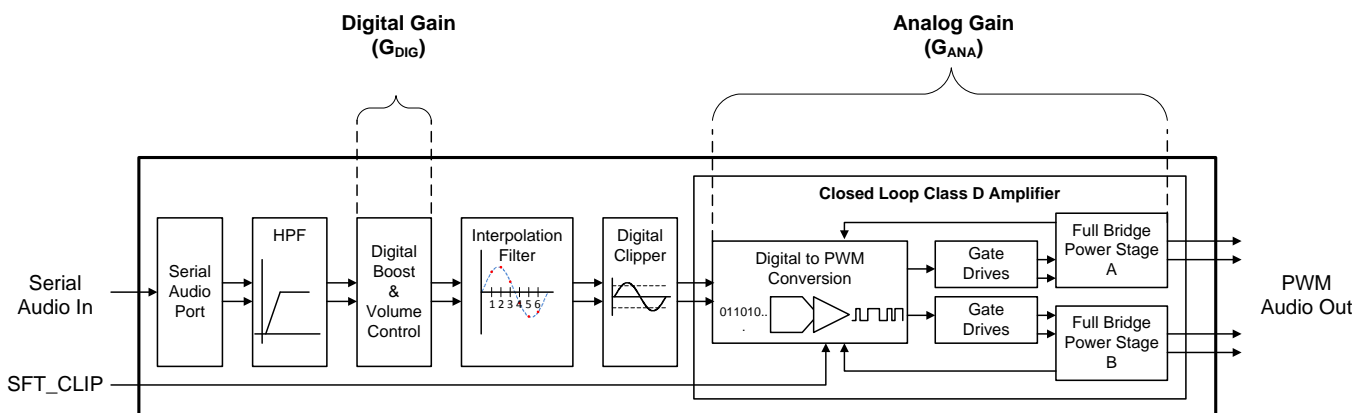 Digital Gain
(GDIG)
Analog Gain
(GANA)
Closed Loop Class D Amplifier
Serial
Audio In
Serial
Audio
Port
HPF
Digital
Boost
&
Volume
Control
Interpolation
Filter
1 2 3 4 5 6
Digital
Clipper
Digital to PWM
Conversion
011010..
.
Gate
Drives
Gate
Drives
Full Bridge
Power Stage
A
Full Bridge
Power Stage
B
PWM
Audio Out
SFT_CLIP